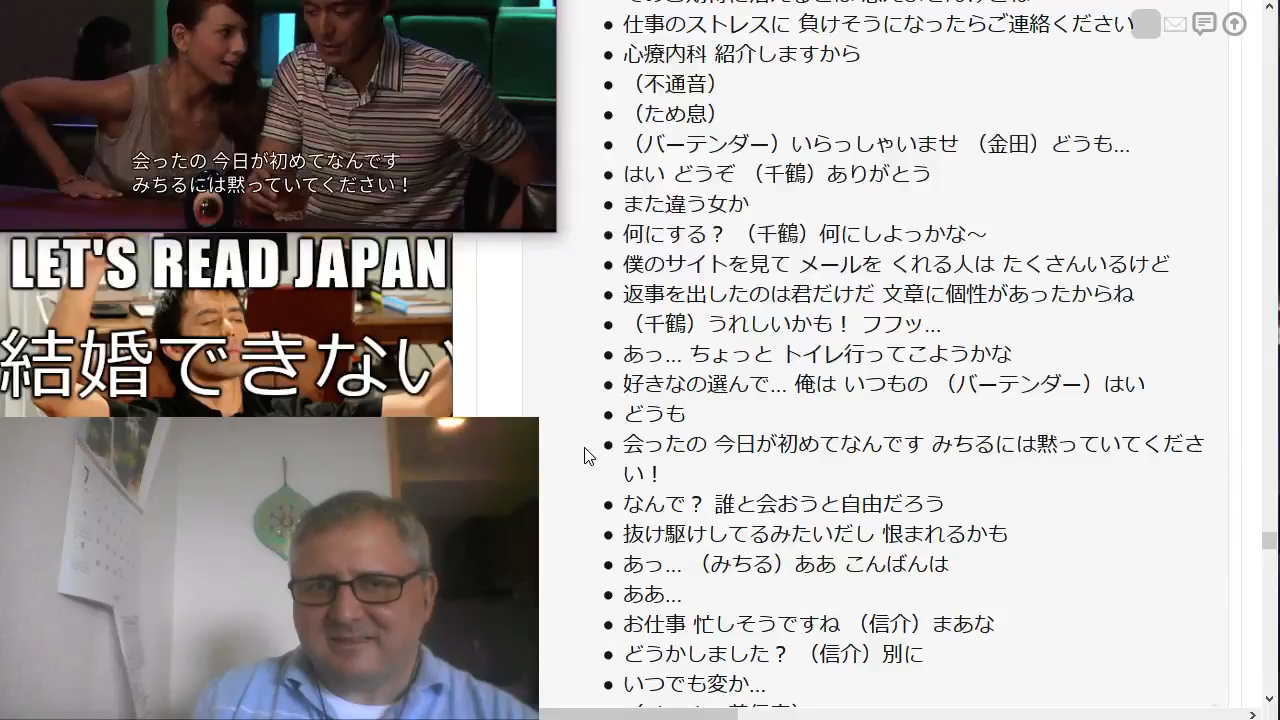 会ったの 今日が初めてなんです
みちるには黙っていてください！
LET'S READ JAPAN
結婚できない
7
仕事のストレスに 負けそうになったらご連絡ください
心療内科 紹介しますから
（不通音）
（ため息）
（バーテンダー）いらっしゃいませ （金田）どうも…
はい どうぞ （千鶴）ありがとう
また違う女か
何にする？ （千鶴）何にしよっかな～
僕のサイトを見て メールを くれる人は たくさんいるけど
返事を出したのは君だけだ 文章に個性があったからね
（千鶴）うれしいかも！ フフッ…
あっ… ちょっと トイレ行ってこようかな
好きなの選んで… 俺は いつもの （バーテンダー）はい
どうも
会ったの 今日が初めてなんです みちるには黙っていてくださ
い！
なんで？ 誰と会おうと自由だろう
抜け駆けしてるみたいだし 恨まれるかも
あっ… （みちる）ああ こんばんは
ああ…
お仕事 忙しそうですね （信介）まあな
どうかしました？ （信介）別に
いつでも変か…